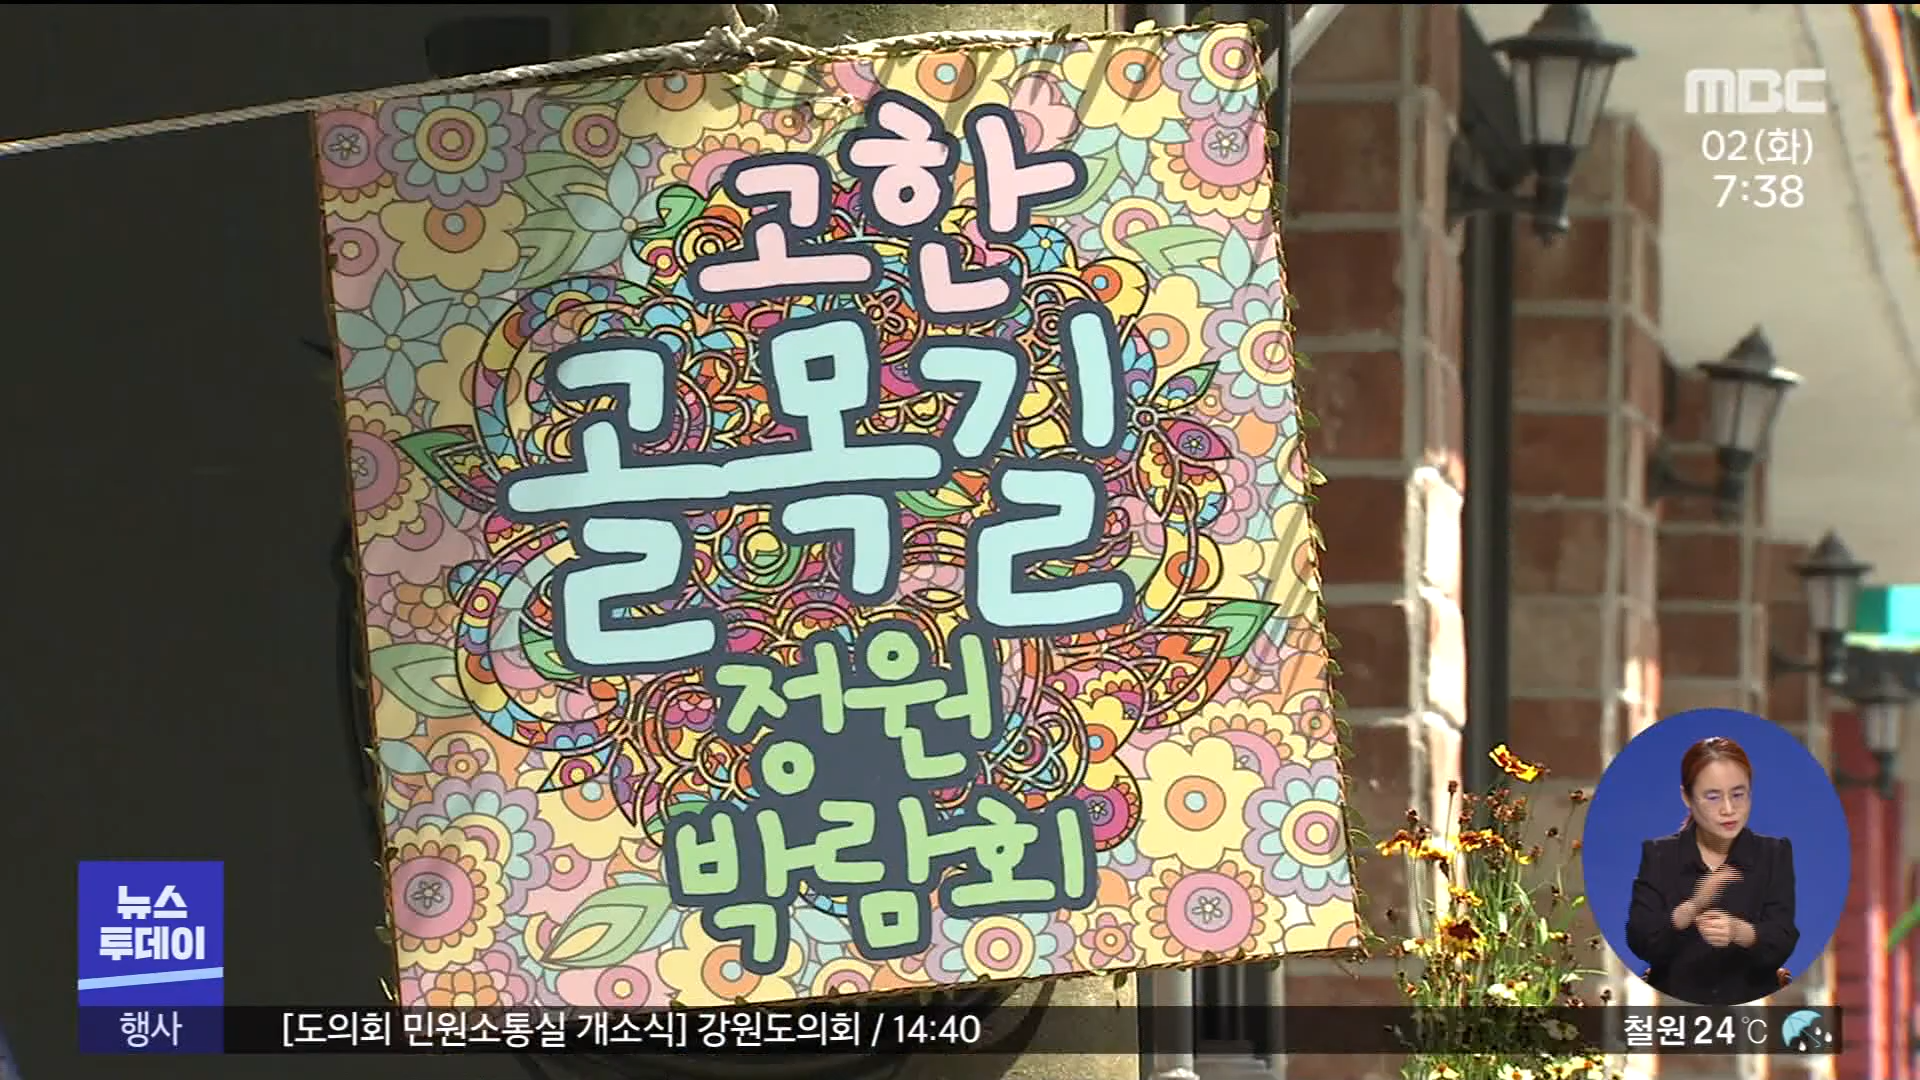 고한
골목길
정원
박람회
MBC
02(화)
7:38
뉴스
투데이
행사
[도의회 민원소통실 개소식] 강원도의회 / 14:40
철원 24℃